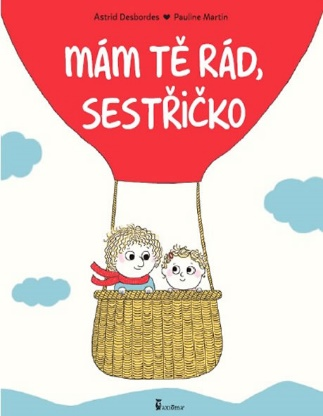 Astrid Desbordes ♥ Pauline Martin
MÁM TĚ RÁD,
SESTŘIČKO